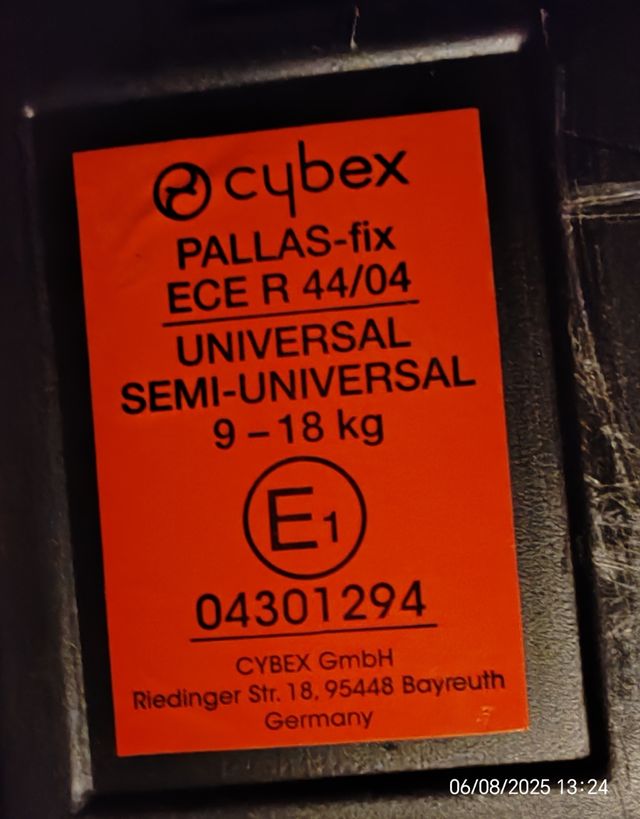 cybex
PALLAS-fix
ECE R 44/04
UNIVERSAL
SEMI-UNIVERSAL
9 – 18 kg
E1
04301294
CYBEX GmbH
Riedinger Str. 18, 95448 Bayreuth
Germany
06/08/2025 13:24